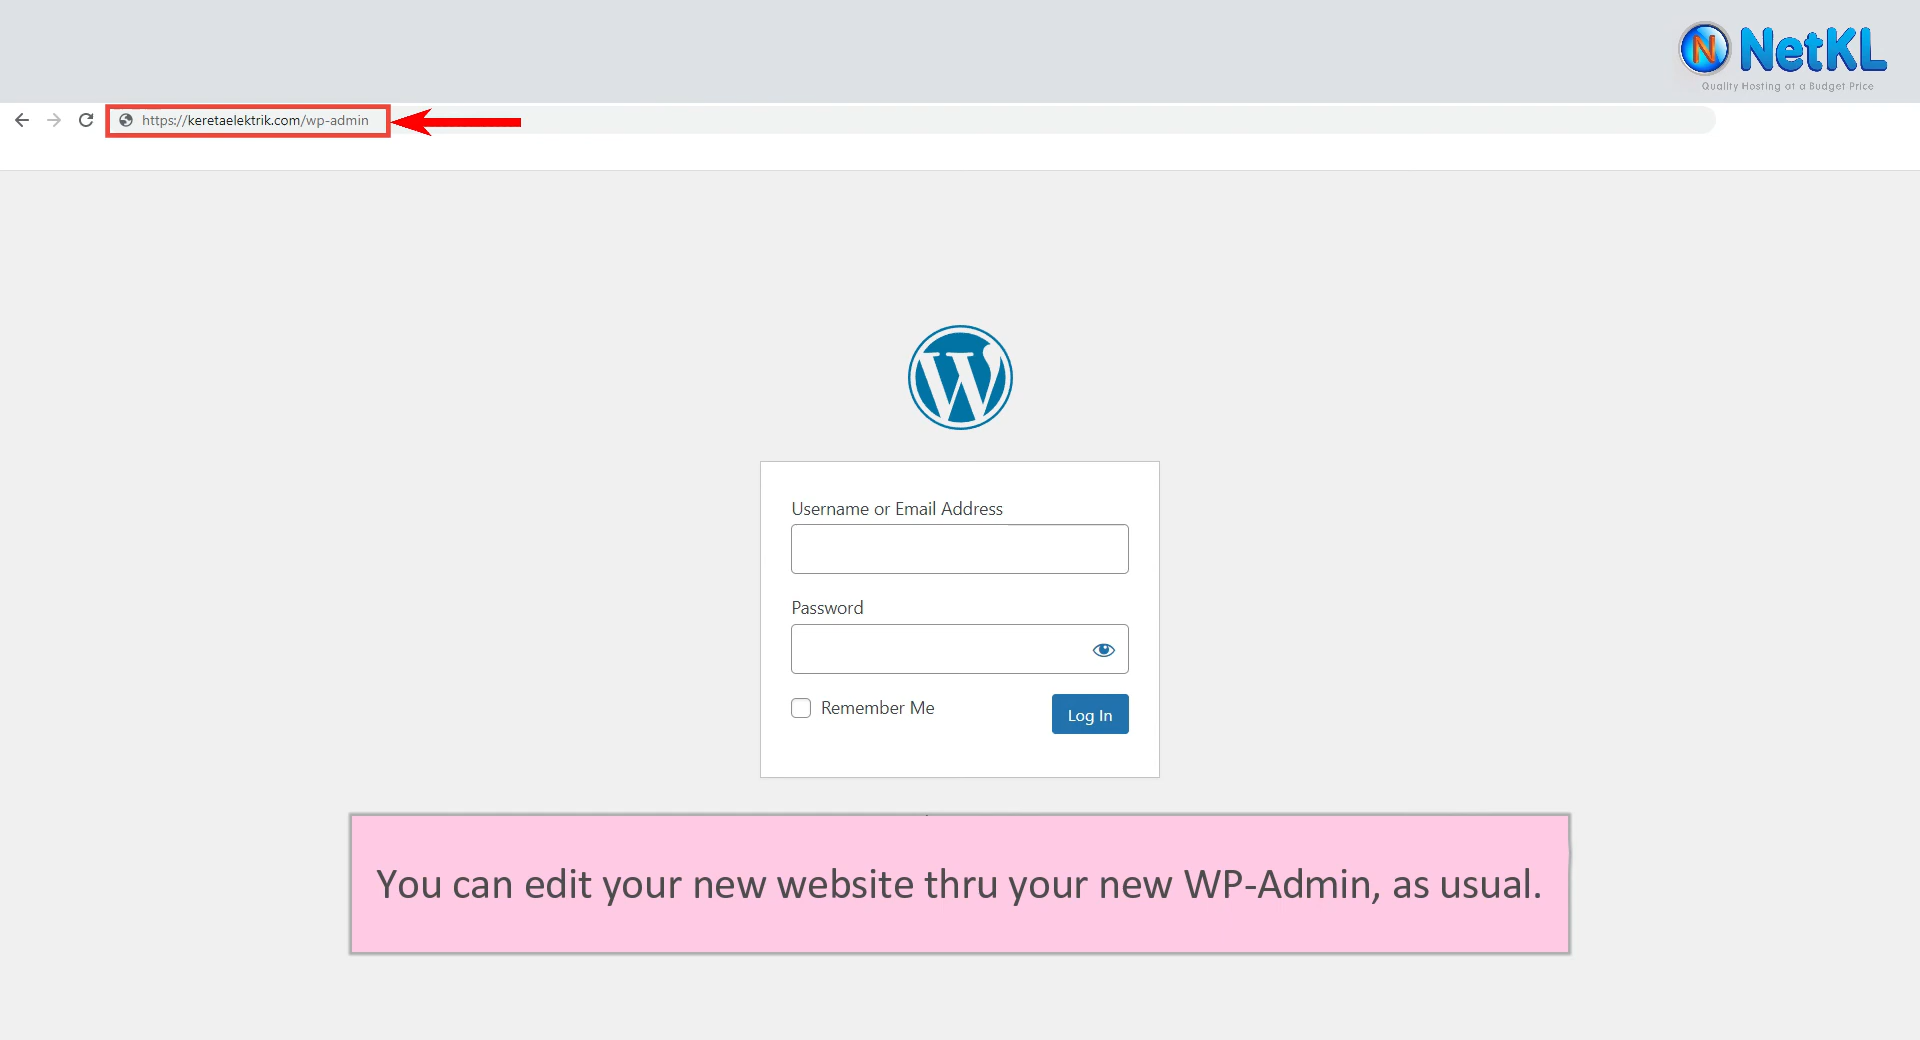 N NetKL
Quality Hosting at a Budget Price
https://keretaelektrik.com/wp-admin
W
Username or Email Address
Password
Remember Me
Log In
You can edit your new website thru your new WP-Admin, as usual.